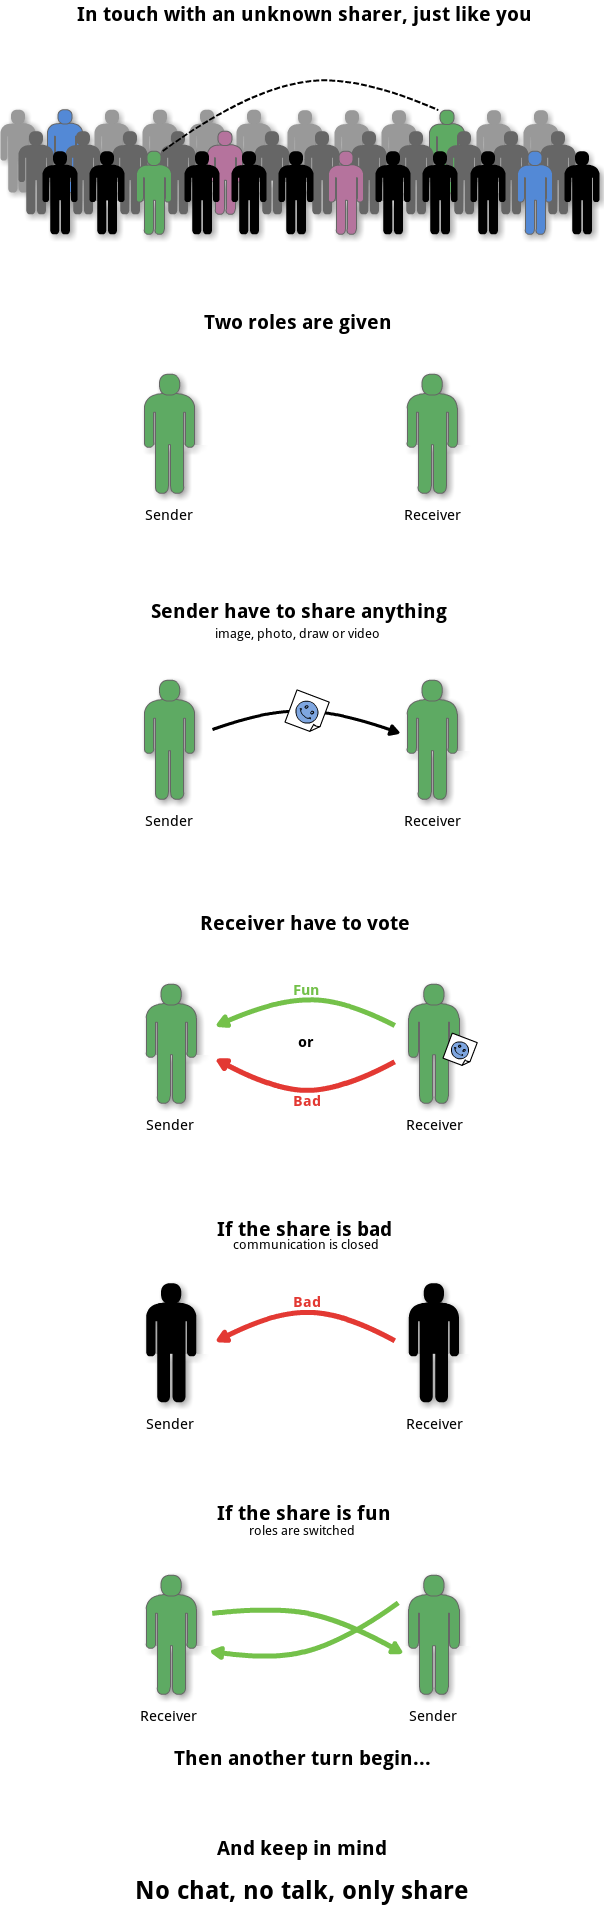 In touch with an unknown sharer, just like you
Two roles are given
Sender
Receiver
Sender have to share anything
image, photo, draw or video
Sender
Receiver
Receiver have to vote
Fun
or
Bad
Sender
Receiver
If the share is bad
communication is closed
Bad
Sender
Receiver
If the share is fun
roles are switched
Receiver
Sender
Then another turn begin...
And keep in mind
No chat, no talk, only share